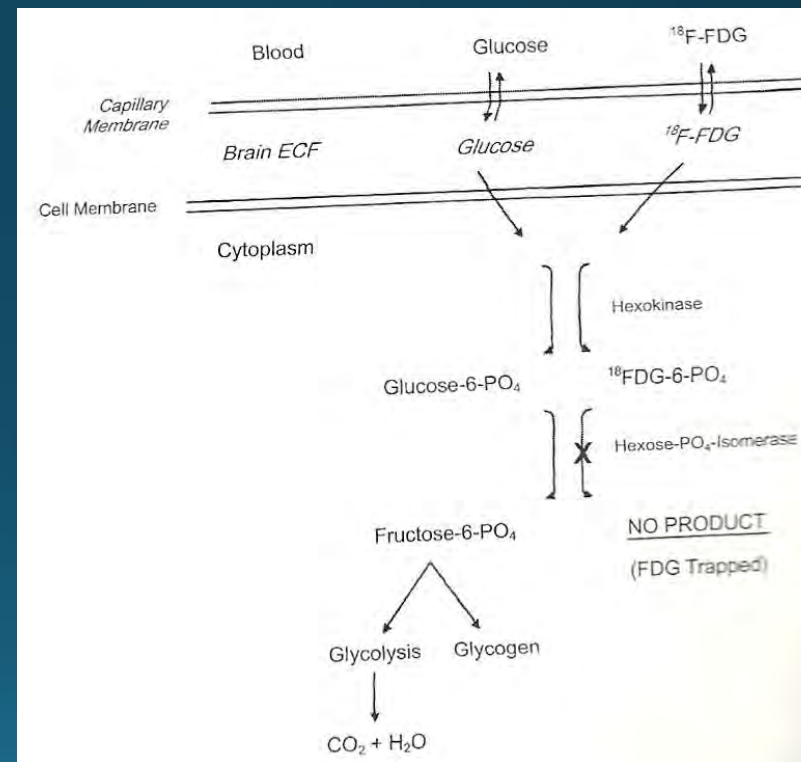 Blood Glucose ¹⁸F-FDG
Capillary
Membrane
Brain ECF Glucose ¹⁸F-FDG
Cell Membrane
Cytoplasm
Hexokinase
Glucose-6-PO₄ ¹⁸FDG-6-PO₄
X Hexose-PO₄-Isomerase
Fructose-6-PO₄ NO PRODUCT
(FDG Trapped)
Glycolysis Glycogen
CO₂ + H₂O